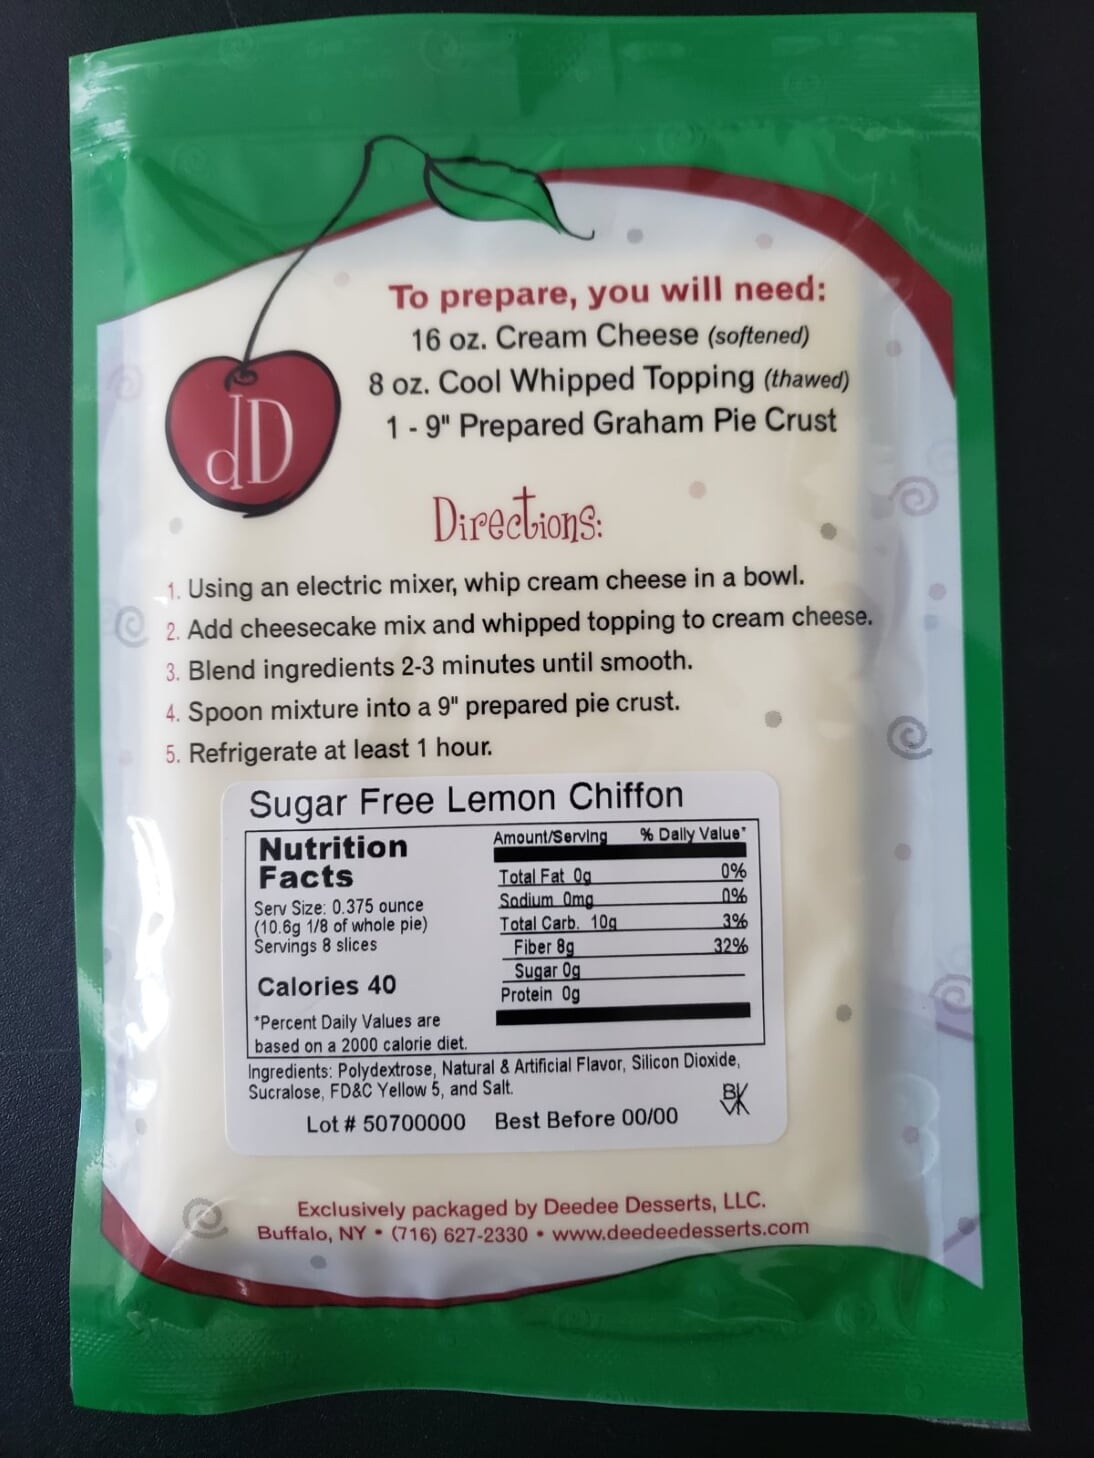 dD
To prepare, you will need:
16 oz. Cream Cheese (softened)
8 oz. Cool Whipped Topping (thawed)
1 - 9" Prepared Graham Pie Crust
Directions:
1. Using an electric mixer, whip cream cheese in a bowl.
2. Add cheesecake mix and whipped topping to cream cheese.
3. Blend ingredients 2-3 minutes until smooth.
4. Spoon mixture into a 9" prepared pie crust.
5. Refrigerate at least 1 hour.
Sugar Free Lemon Chiffon
Nutrition
Facts
Serv Size: 0.375 ounce
(10.6g 1/8 of whole pie)
Servings 8 slices
Calories 40
*Percent Daily Values are
based on a 2000 calorie diet.
Amount/Serving % Daily Value*
Total Fat 0g 0%
Sodium 0mg 0%
Total Carb. 10g 3%
Fiber 8g 32%
Sugar 0g
Protein 0g
Ingredients: Polydextrose, Natural & Artificial Flavor, Silicon Dioxide,
Sucralose, FD&C Yellow 5, and Salt.
Lot # 50700000 Best Before 00/00
BVK
Exclusively packaged by Deedee Desserts, LLC.
Buffalo, NY • (716) 627-2330 • www.deedeedesserts.com